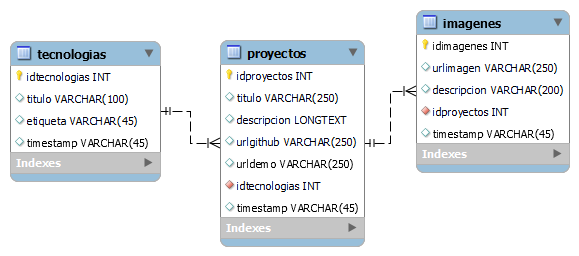 tecnologias
idtecnologias INT
titulo VARCHAR(100)
etiqueta VARCHAR(45)
timestamp VARCHAR(45)
Indexes
proyectos
idproyectos INT
titulo VARCHAR(250)
descripcion LONGTEXT
urlgithub VARCHAR(250)
urldemo VARCHAR(250)
idtecnologias INT
timestamp VARCHAR(45)
Indexes
imagenes
idimagenes INT
urlimagen VARCHAR(250)
descripcion VARCHAR(200)
idproyectos INT
timestamp VARCHAR(45)
Indexes